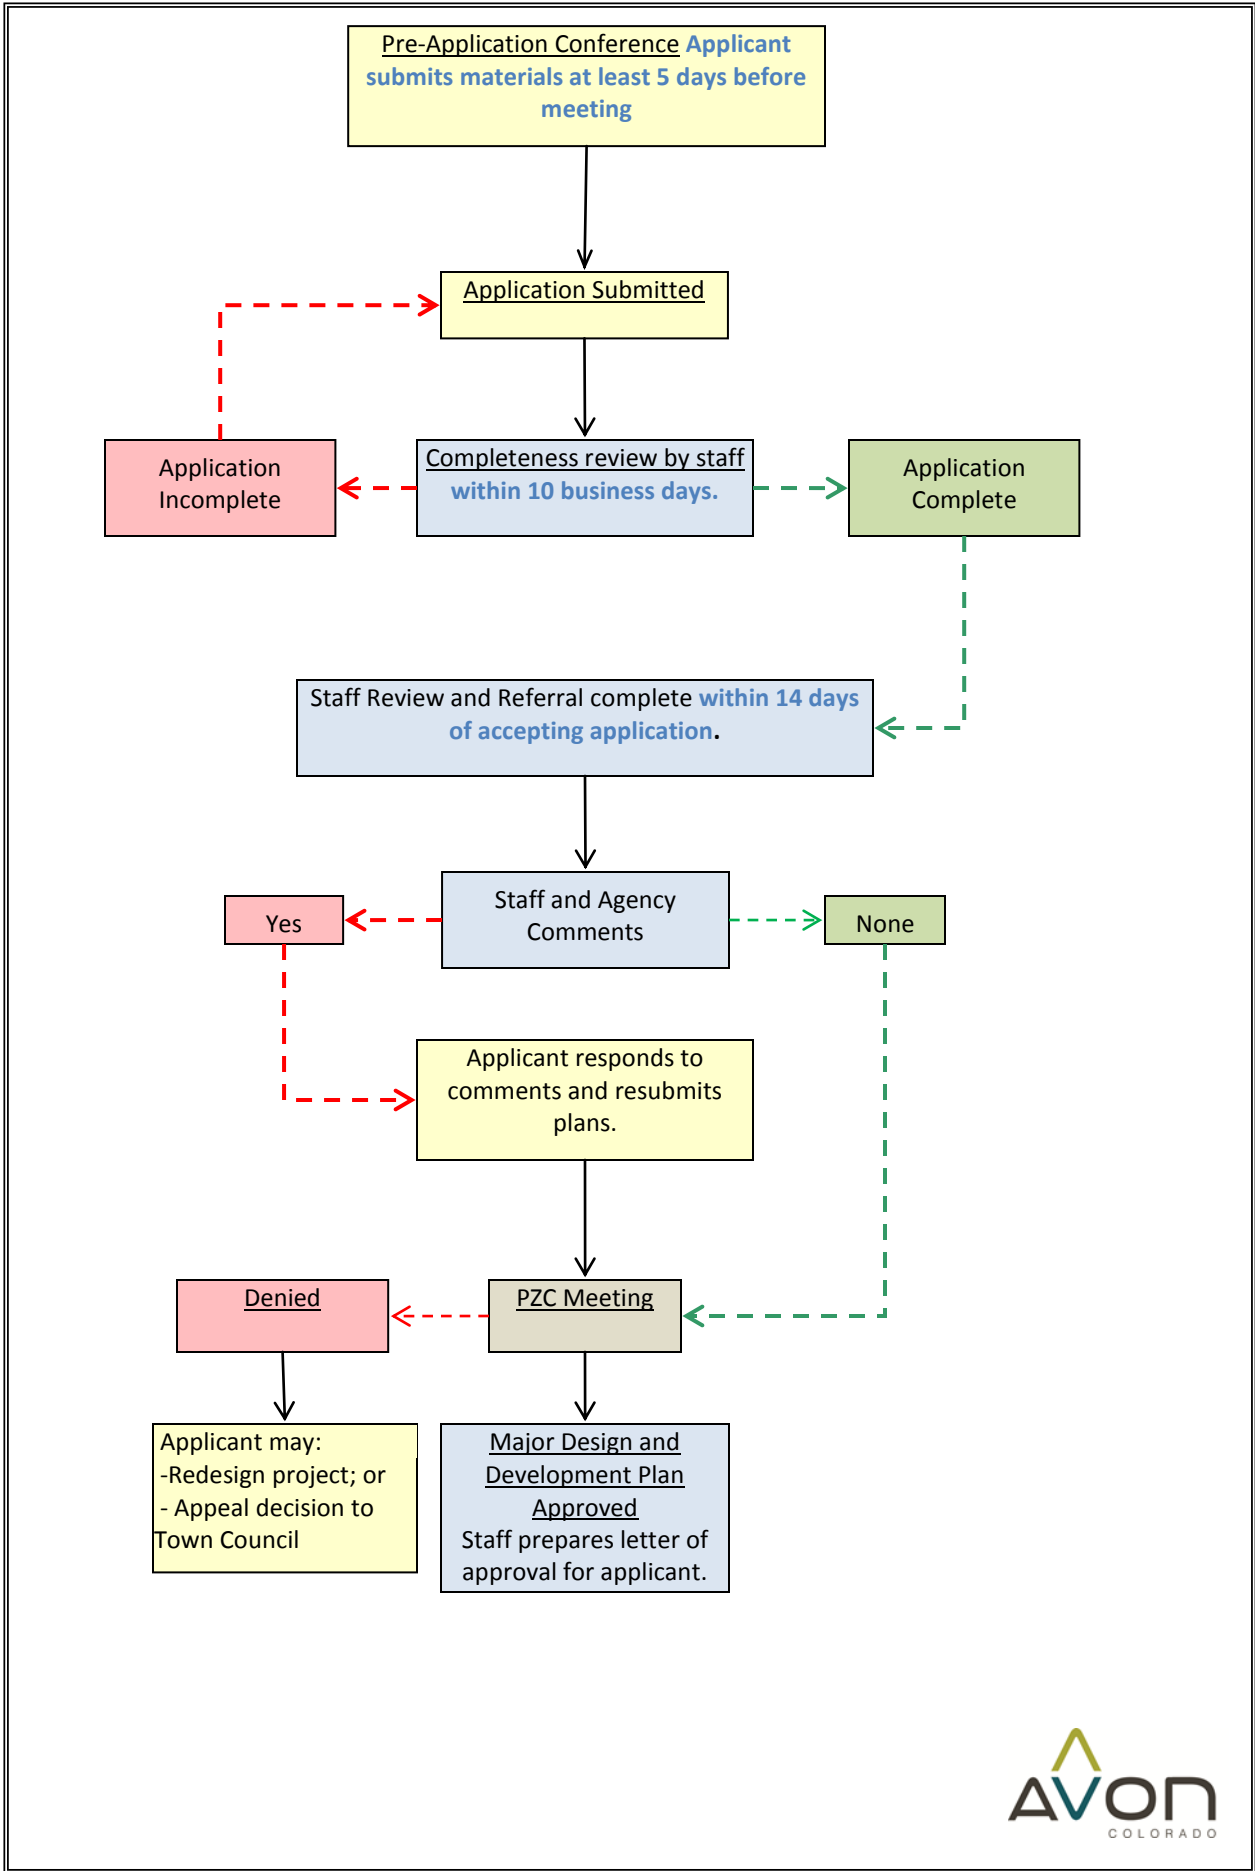 Pre-Application Conference Applicant
submits materials at least 5 days before
meeting
Application Submitted
Application
Incomplete
Completeness review by staff
within 10 business days.
Application
Complete
Staff Review and Referral complete within 14 days
of accepting application.
Yes
Staff and Agency
Comments
None
Applicant responds to
comments and resubmits
plans.
Denied
PZC Meeting
Applicant may:
-Redesign project; or
- Appeal decision to
Town Council
Major Design and
Development Plan
Approved
Staff prepares letter of
approval for applicant.
AVON
COLORADO